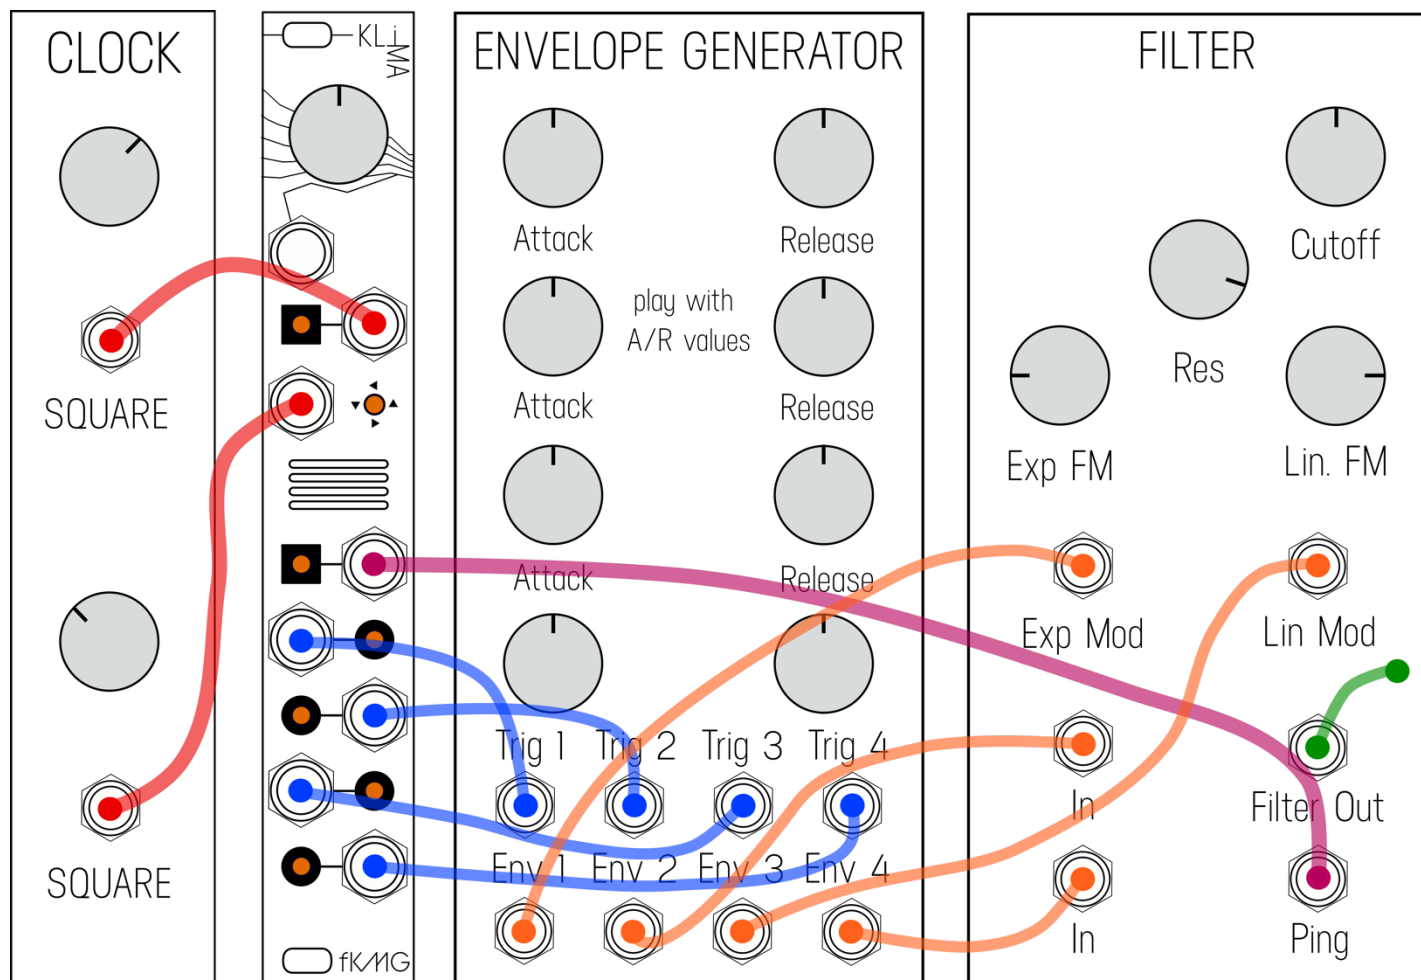 CLOCK
SQUARE
SQUARE
KLi
MA
fKMG
ENVELOPE GENERATOR
Attack
Release
play with
A/R values
Attack
Release
Attack
Release
Trig 1
Trig 2
Trig 3
Trig 4
Env 1
Env 2
Env 3
Env 4
FILTER
Cutoff
Res
Exp FM
Lin. FM
Exp Mod
Lin Mod
In
Filter Out
In
Ping